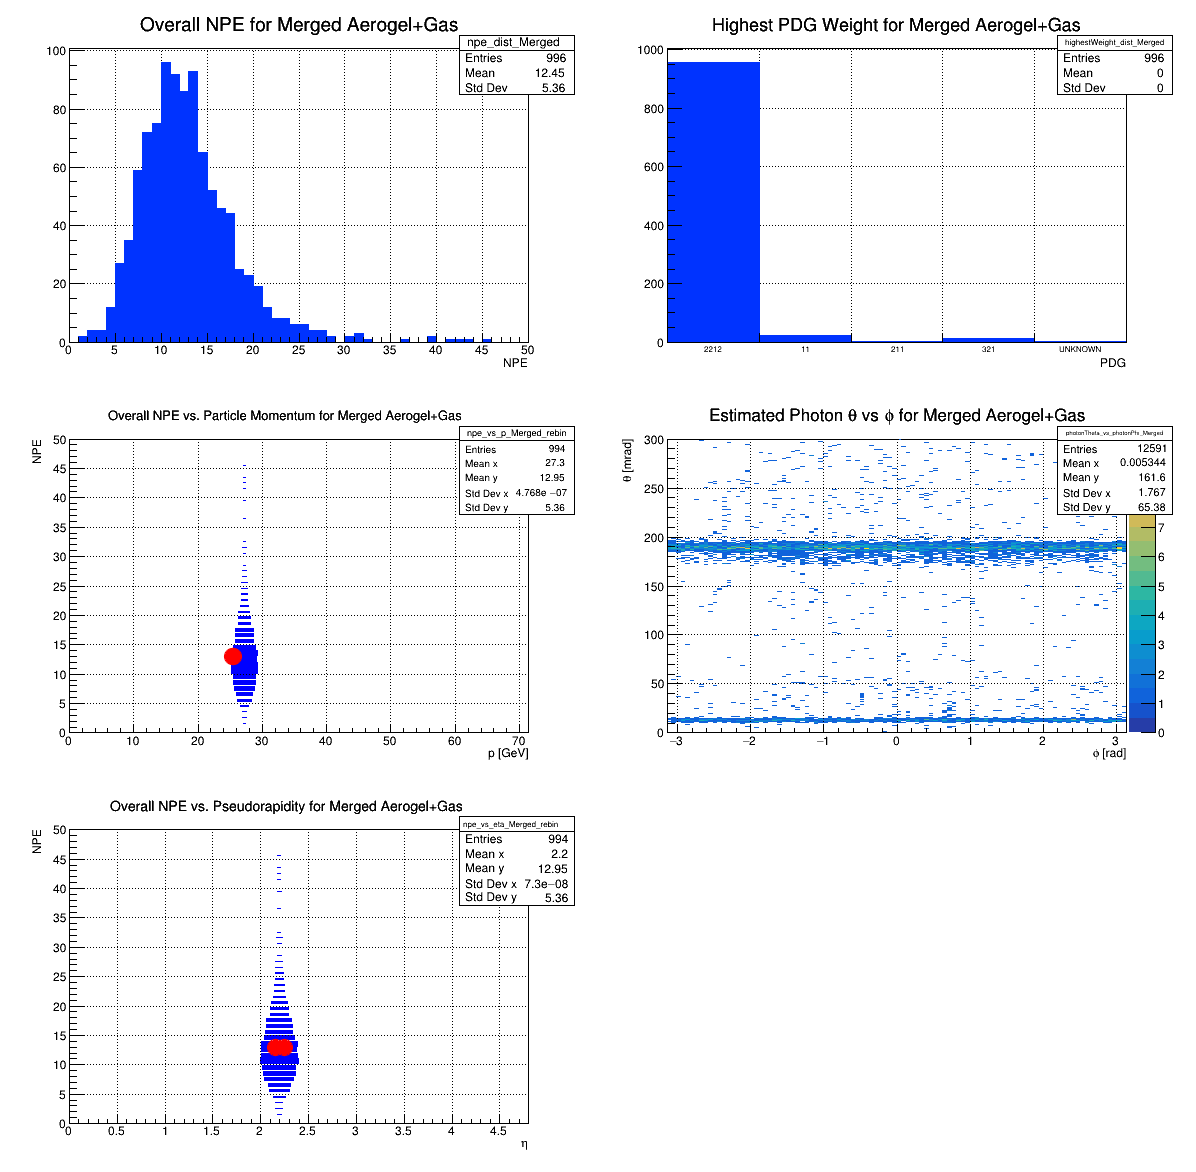 Overall NPE for Merged Aerogel+Gas
npe_dist_Merged
Entries 996
Mean 12.45
Std Dev 5.36
100
80
60
40
20
0
0 5 10 15 20 25 30 35 40 45 50
NPE
Highest PDG Weight for Merged Aerogel+Gas
highestWeight_dist_Merged
Entries 996
Mean 0
Std Dev 0
1000
800
600
400
200
0
2212 11 211 321 UNKNOWN
PDG
Overall NPE vs. Particle Momentum for Merged Aerogel+Gas
npe_vs_p_Merged_rebin
Entries 994
Mean x 27.3
Mean y 12.95
Std Dev x 4.768e −07
Std Dev y 5.36
NPE
50
45
40
35
30
25
20
15
10
5
0
0 10 20 30 40 50 60 70
p [GeV]
Estimated Photon θ vs ϕ for Merged Aerogel+Gas
photonTheta_vs_photonPhi_Merged
Entries 12591
Mean x 0.005344
Mean y 161.6
Std Dev x 1.767
Std Dev y 65.38
θ [mrad]
300
250
200
150
100
50
0
−3 −2 −1 0 1 2 3
ϕ [rad]
7
6
5
4
3
2
1
0
Overall NPE vs. Pseudorapidity for Merged Aerogel+Gas
npe_vs_eta_Merged_rebin
Entries 994
Mean x 2.2
Mean y 12.95
Std Dev x 7.3e−08
Std Dev y 5.36
NPE
50
45
40
35
30
25
20
15
10
5
0
0 0.5 1 1.5 2 2.5 3 3.5 4 4.5
η